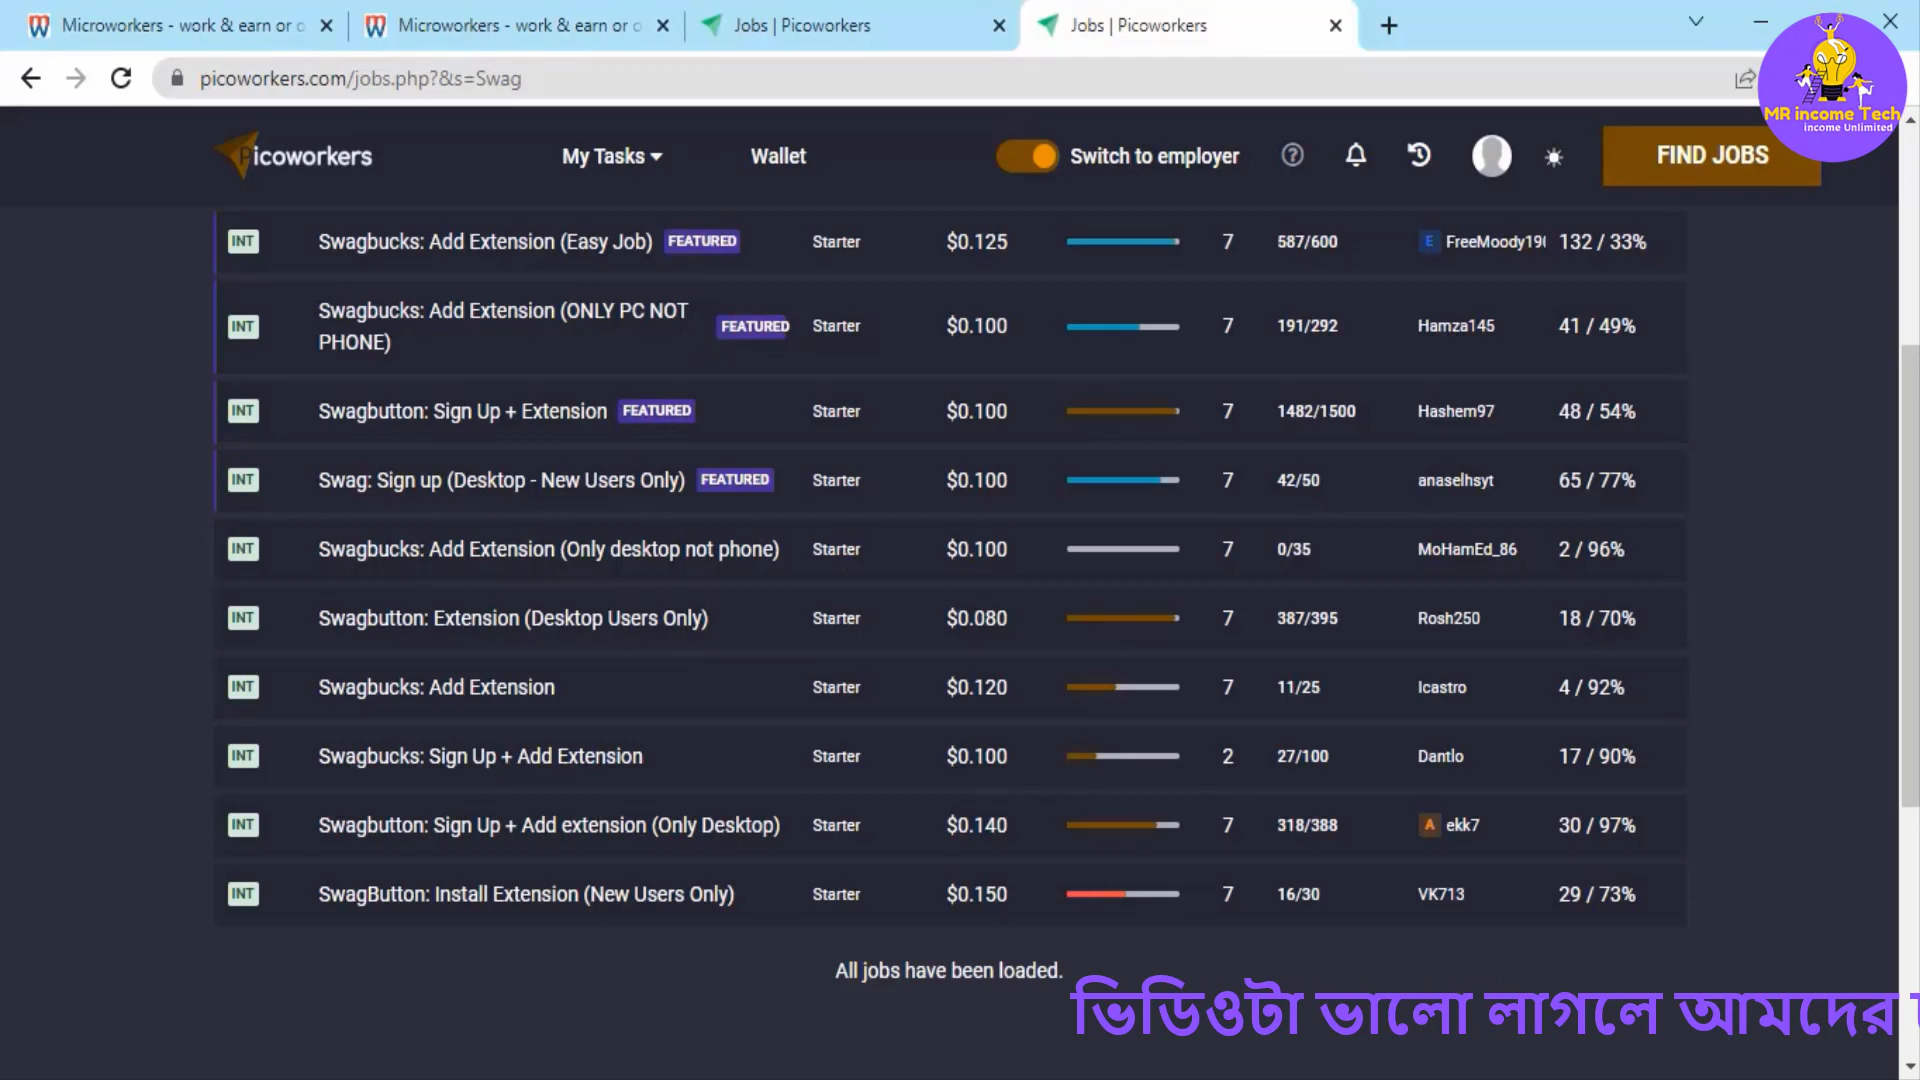 Microworkers - work & earn or o
Microworkers - work & earn or o
Jobs | Picoworkers
Jobs | Picoworkers
picoworkers.com/jobs.php?&s=Swag
MR income Tech
Income Unlimited
Picoworkers
My Tasks
Wallet
Switch to employer
FIND JOBS
INT Swagbucks: Add Extension (Easy Job) FEATURED Starter $0.125 7 587/600 E FreeMoody19 132 / 33%
INT Swagbucks: Add Extension (ONLY PC NOT PHONE) FEATURED Starter $0.100 7 191/292 Hamza145 41 / 49%
INT Swagbutton: Sign Up + Extension FEATURED Starter $0.100 7 1482/1500 Hashem97 48 / 54%
INT Swag: Sign up (Desktop - New Users Only) FEATURED Starter $0.100 7 42/50 anaselhsyt 65 / 77%
INT Swagbucks: Add Extension (Only desktop not phone) Starter $0.100 7 0/35 MoHamEd_86 2 / 96%
INT Swagbutton: Extension (Desktop Users Only) Starter $0.080 7 387/395 Rosh250 18 / 70%
INT Swagbucks: Add Extension Starter $0.120 7 11/25 lcastro 4 / 92%
INT Swagbucks: Sign Up + Add Extension Starter $0.100 2 27/100 Dantlo 17 / 90%
INT Swagbutton: Sign Up + Add extension (Only Desktop) Starter $0.140 7 318/388 A ekk7 30 / 97%
INT SwagButton: Install Extension (New Users Only) Starter $0.150 7 16/30 VK713 29 / 73%
All jobs have been loaded.
ভিডিওটা ভালো লাগলে আমদের